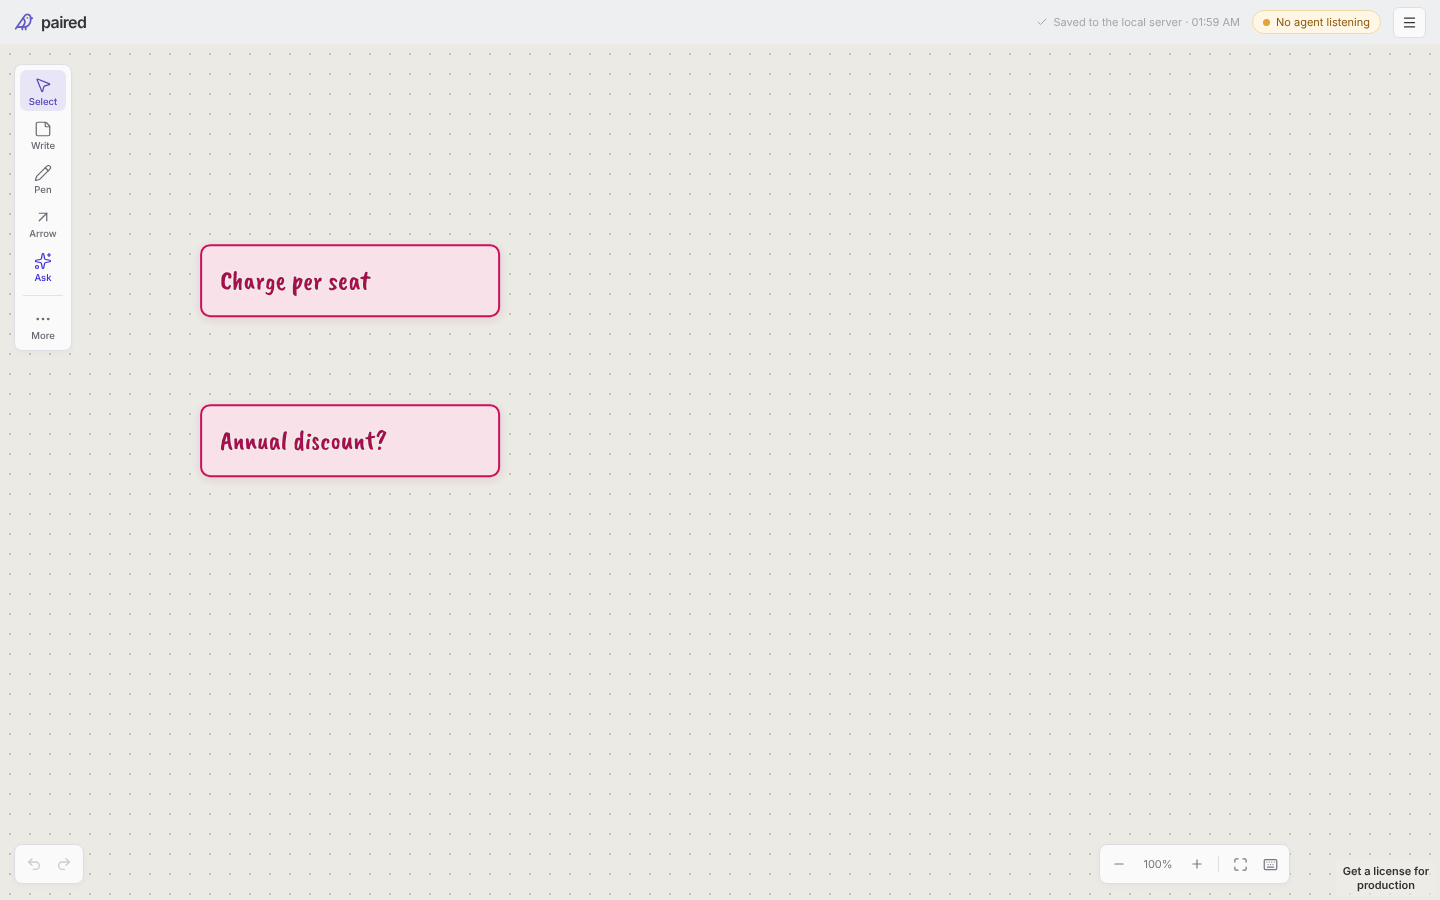 paired
Saved to the local server · 01:59 AM
No agent listening
Select
Write
Pen
Arrow
Ask
More
Charge per seat
Annual discount?
100%
Get a license for
production